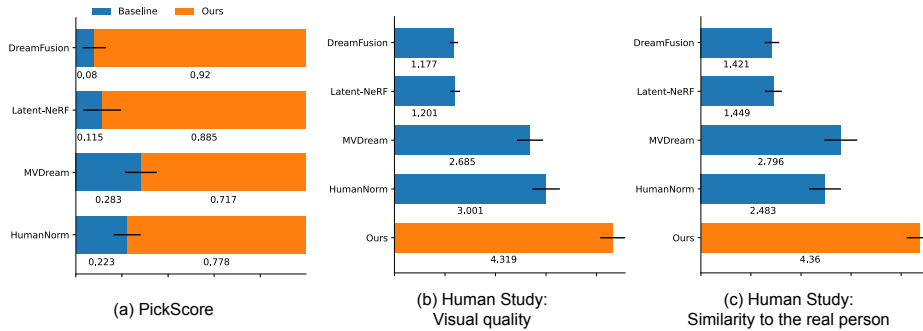 Baseline Ours
DreamFusion
0.08 0.92
Latent-NeRF
0.115 0.885
MVDream
0.283 0.717
HumanNorm
0.223 0.778
(a) PickScore
DreamFusion
1.177
Latent-NeRF
1.201
MVDream
2.685
HumanNorm
3.001
Ours
4.319
(b) Human Study:
Visual quality
DreamFusion
1.421
Latent-NeRF
1.449
MVDream
2.796
HumanNorm
2.483
Ours
4.36
(c) Human Study:
Similarity to the real person